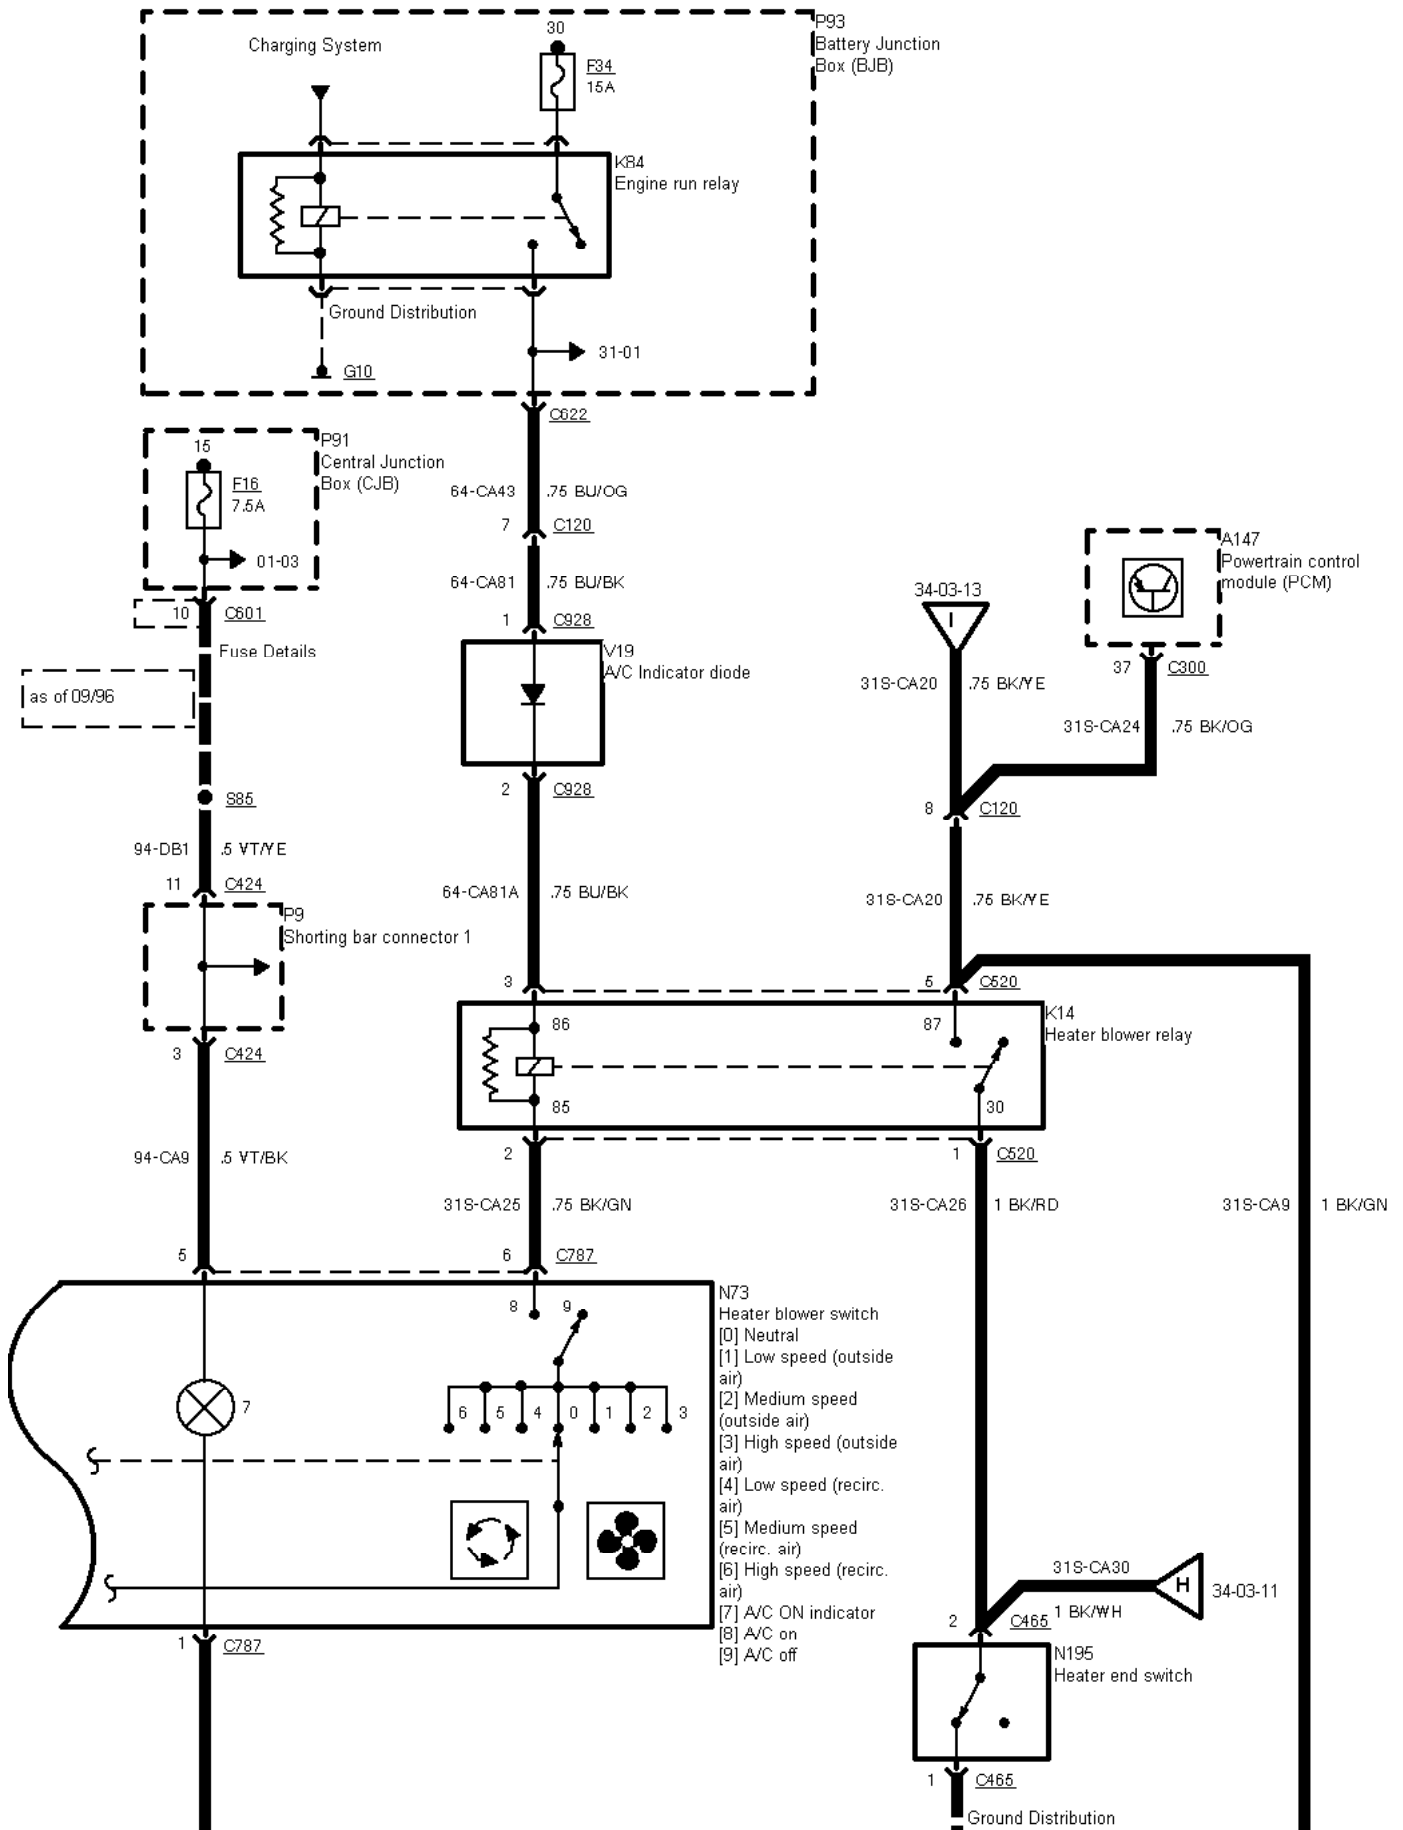 P93
Battery Junction
Box (BJB)
Charging System
30
F34
15A
K84
Engine run relay
Ground Distribution
G10
31-01
C622
P91
Central Junction
Box (CJB)
15
F16
7.5A
01-03
10
C601
Fuse Details
as of 09/96
S85
94-DB1
.5 VT/YE
11
C424
P9
Shorting bar connector 1
3
C424
94-CA9
.5 VT/BK
5
64-CA43
.75 BU/OG
7
C120
64-CA81
.75 BU/BK
1
C928
V19
A/C Indicator diode
2
C928
64-CA81A
.75 BU/BK
3
34-03-13
I
31S-CA20
.75 BK/YE
A147
Powertrain control
module (PCM)
37
C300
31S-CA24
.75 BK/OG
8
C120
31S-CA20
.75 BK/YE
5
C520
K14
Heater blower relay
86
87
85
30
2
1
C520
31S-CA25
.75 BK/GN
31S-CA26
1 BK/RD
31S-CA9
1 BK/GN
6
C787
8
9
6
5
4
0
1
2
3
7
N73
Heater blower switch
[0] Neutral
[1] Low speed (outside
air)
[2] Medium speed
(outside air)
[3] High speed (outside
air)
[4] Low speed (recirc.
air)
[5] Medium speed
(recirc. air)
[6] High speed (recirc.
air)
[7] A/C ON indicator
[8] A/C on
[9] A/C off
1
C787
31S-CA30
1 BK/WH
H
34-03-11
2
C465
N195
Heater end switch
1
C465
Ground Distribution